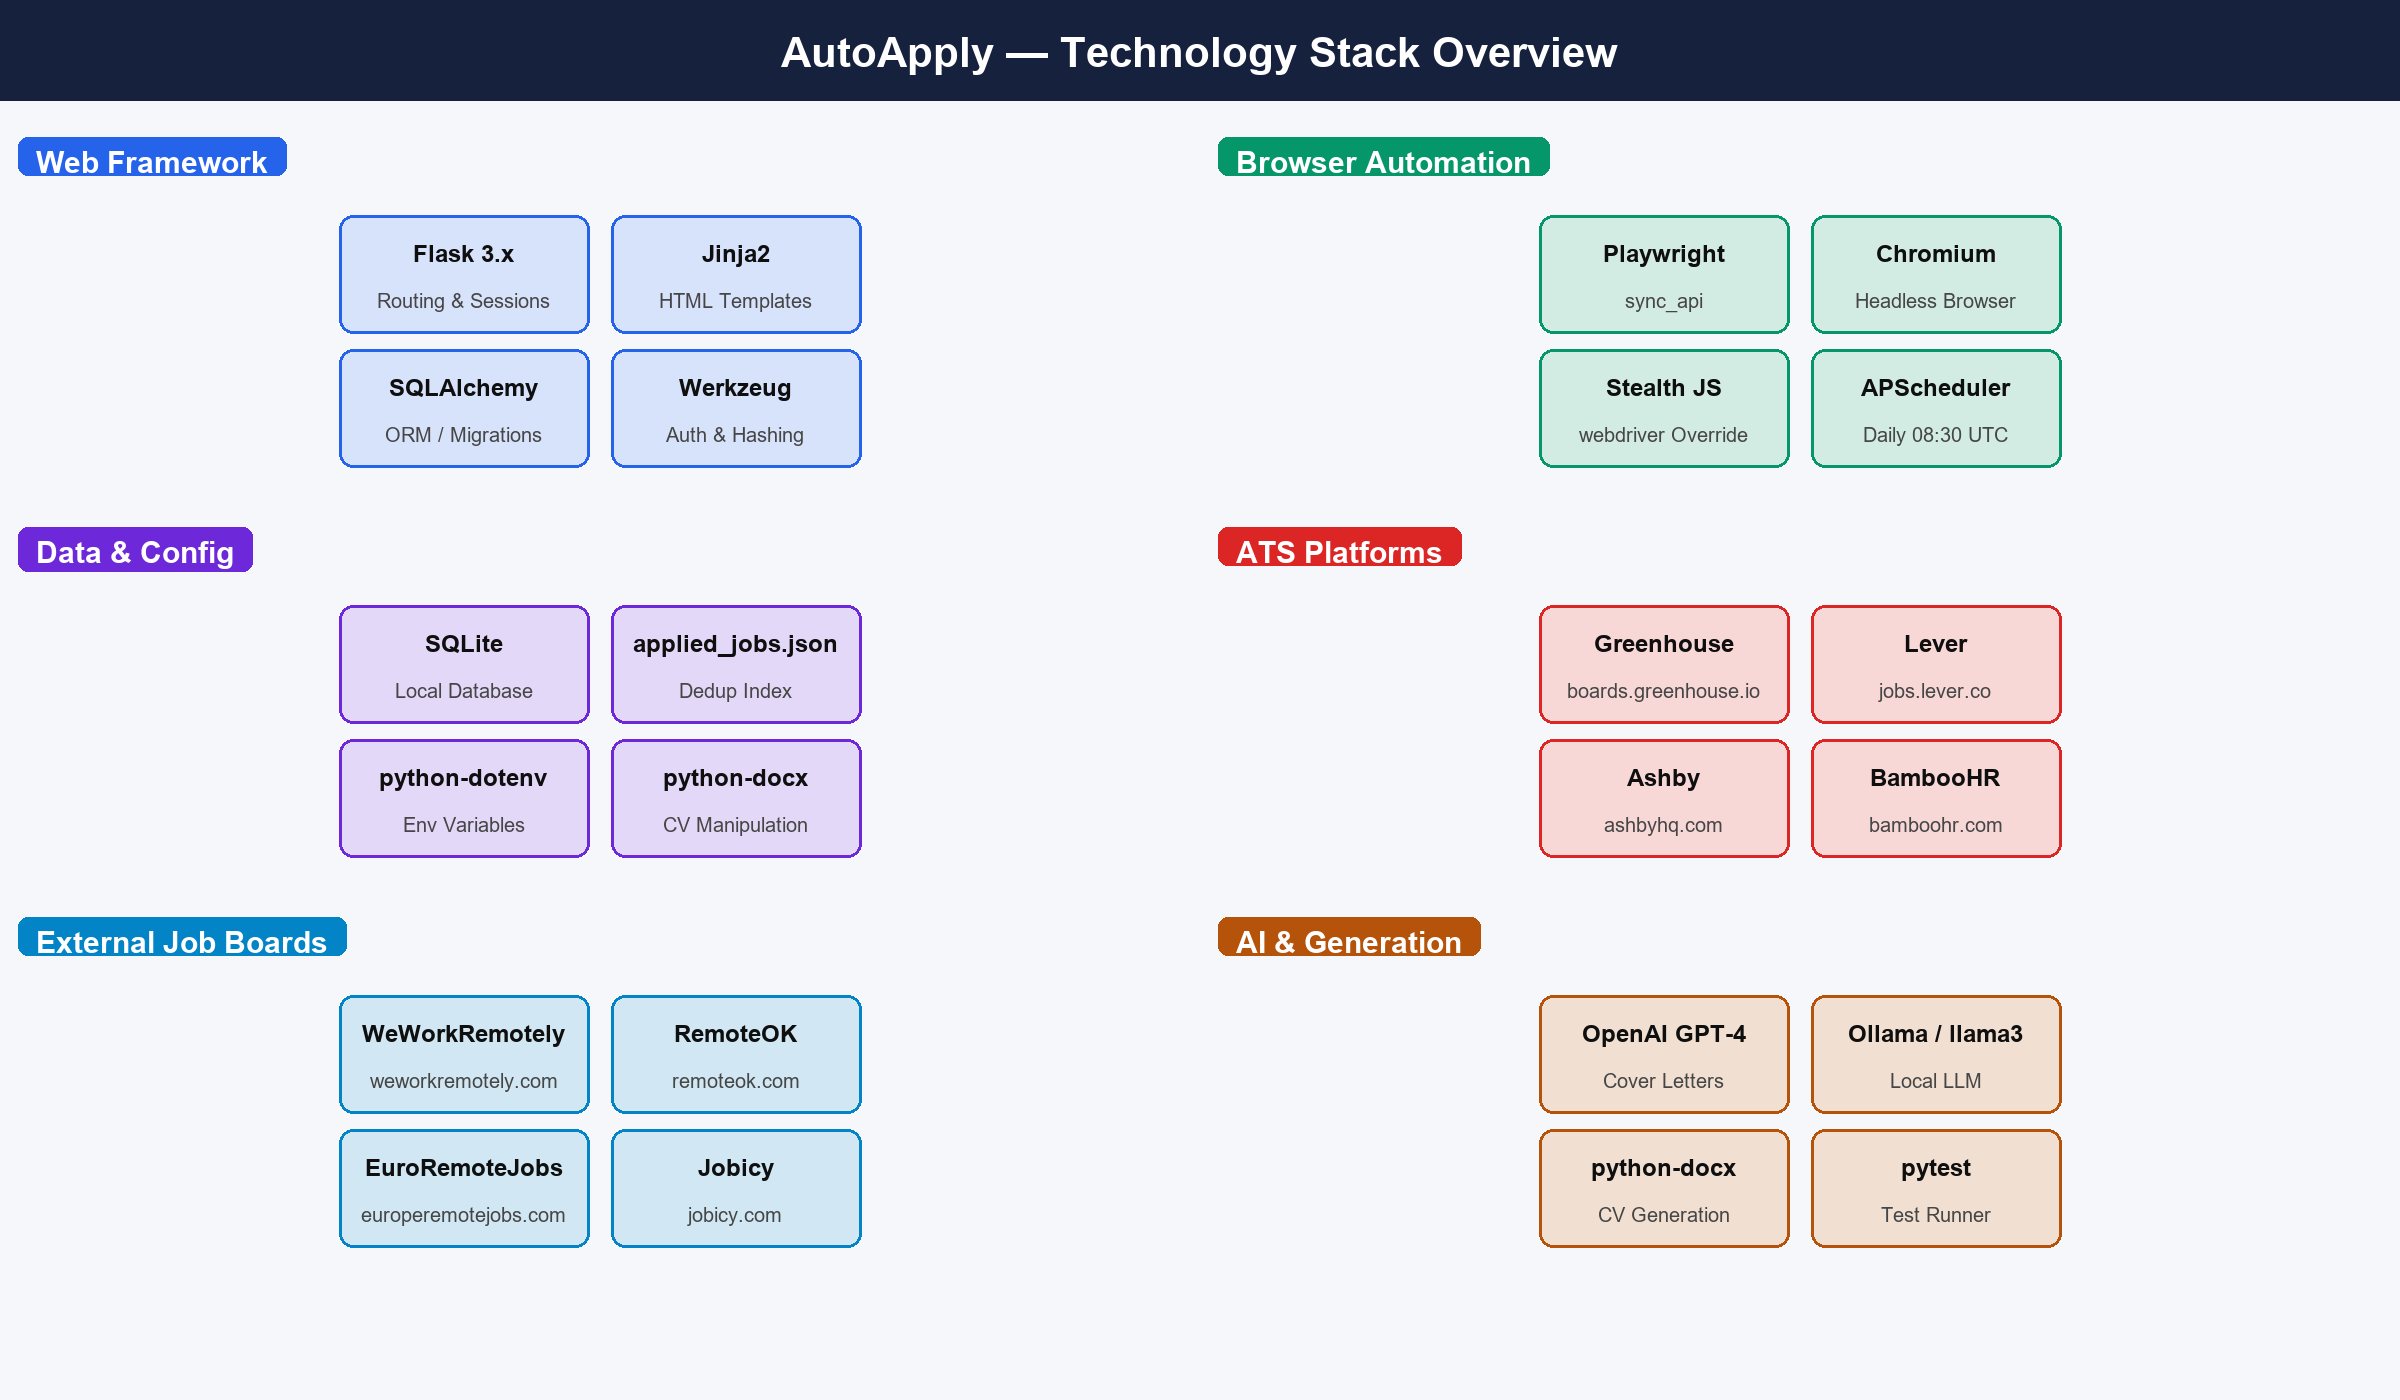 AutoApply — Technology Stack Overview
Web Framework
Flask 3.x
Routing & Sessions
Jinja2
HTML Templates
SQLAlchemy
ORM / Migrations
Werkzeug
Auth & Hashing
Browser Automation
Playwright
sync_api
Chromium
Headless Browser
Stealth JS
webdriver Override
APScheduler
Daily 08:30 UTC
Data & Config
SQLite
Local Database
applied_jobs.json
Dedup Index
python-dotenv
Env Variables
python-docx
CV Manipulation
ATS Platforms
Greenhouse
boards.greenhouse.io
Lever
jobs.lever.co
Ashby
ashbyhq.com
BambooHR
bamboohr.com
External Job Boards
WeWorkRemotely
weworkremotely.com
RemoteOK
remoteok.com
EuroRemoteJobs
europeremotejobs.com
Jobicy
jobicy.com
AI & Generation
OpenAI GPT-4
Cover Letters
Ollama / llama3
Local LLM
python-docx
CV Generation
pytest
Test Runner